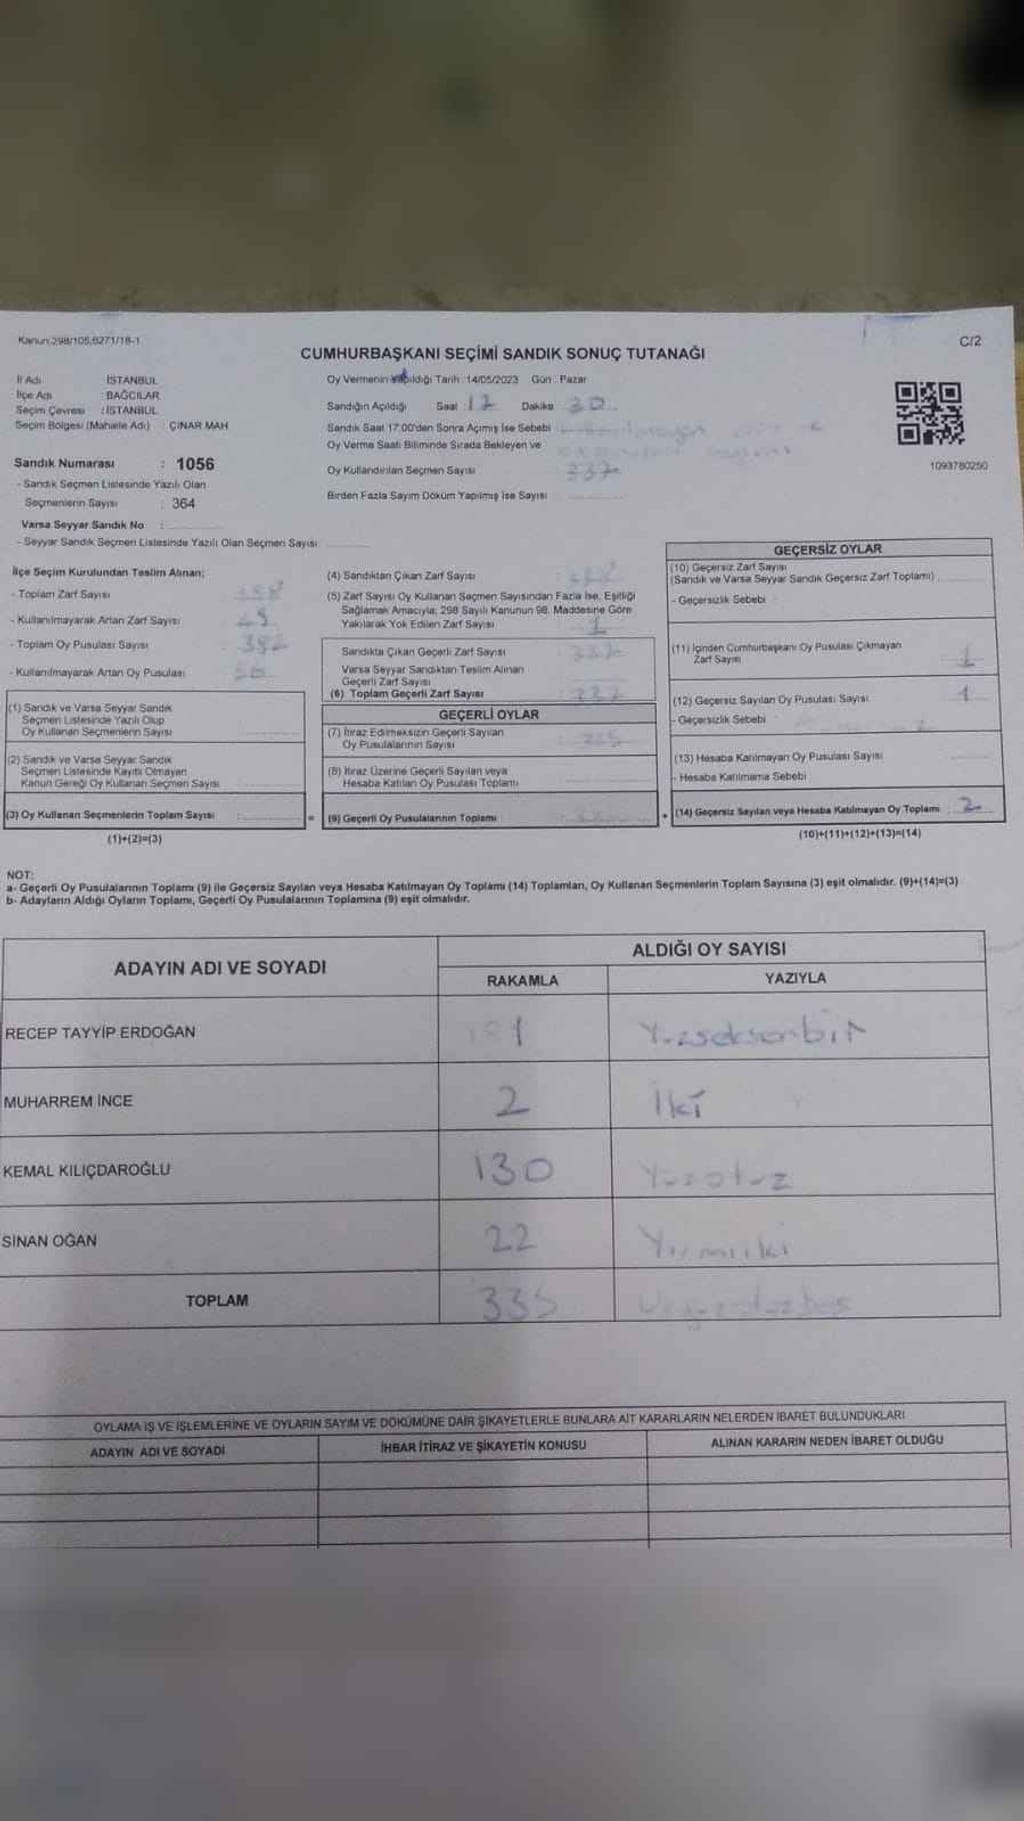 Kanun:298/105,6271/18-1
C/2
CUMHURBAŞKANI SEÇİMİ SANDIK SONUÇ TUTANAĞI
İl Adı : İSTANBUL
İlçe Adı : BAĞCILAR
Seçim Çevresi : İSTANBUL
Seçim Bölgesi (Mahalle Adı) ÇINAR MAH
Sandık Numarası : 1056
- Sandık Seçmen Listesinde Yazılı Olan
Seçmenlerin Sayısı : 364
Varsa Seyyar Sandık No :
- Seyyar Sandık Seçmen Listesinde Yazılı Olan Seçmen Sayısı:
Oy Vermenin Yapıldığı Tarih : 14/05/2023 Gün : Pazar
Sandığın Açıldığı Saat : 17 Dakika 30
Sandık Saat 17:00'den Sonra Açımış İse Sebebi
Oy Verme Saati Bitiminde Sırada Bekleyen ve
Oy Kullandırılan Seçmen Sayısı 337
Birden Fazla Sayım Döküm Yapılmış İse Sayısı
1093780250
İlçe Seçim Kurulundan Teslim Alınan;
- Toplam Zarf Sayısı
- Kullanılmayarak Artan Zarf Sayısı
- Toplam Oy Pusulası Sayısı 392
- Kullanılmayarak Artan Oy Pusulası
(1) Sandık ve Varsa Seyyar Sandık
Seçmen Listesinde Yazılı Olup
Oy Kullanan Seçmenlerin Sayısı
(2) Sandık ve Varsa Seyyar Sandık
Seçmen Listesinde Kayıtlı Olmayan
Kanun Gereği Oy Kullanan Seçmen Sayısı
(3) Oy Kullanan Seçmenlerin Toplam Sayısı
(1)+(2)=(3)
(4) Sandıktan Çıkan Zarf Sayısı : 338
(5) Zarf Sayısı Oy Kullanan Seçmen Sayısından Fazla İse, Eşitliği
Sağlamak Amacıyla; 298 Sayılı Kanunun 98. Maddesine Göre
Yakılarak Yok Edilen Zarf Sayısı 1
Sandıkta Çıkan Geçerli Zarf Sayısı : 337
Varsa Seyyar Sandıktan Teslim Alınan
Geçerli Zarf Sayısı
(6) Toplam Geçerli Zarf Sayısı : 337
GEÇERLİ OYLAR
(7) İtiraz Edilmeksizin Geçerli Sayılan
Oy Pusulalarının Sayısı : 335
(8) İtiraz Üzerine Geçerli Sayılan veya
Hesaba Katılan Oy Pusulası Toplamı
(9) Geçerli Oy Pusulalarının Toplamı
GEÇERSİZ OYLAR
(10) Geçersiz Zarf Sayısı
(Sandık ve Varsa Seyyar Sandık Geçersiz Zarf Toplamı)
- Geçersizlik Sebebi
(11) İçinden Cumhurbaşkanı Oy Pusulası Çıkmayan
Zarf Sayısı 1
(12) Geçersiz Sayılan Oy Pusulası Sayısı 1
- Geçersizlik Sebebi
(13) Hesaba Katılmayan Oy Pusulası Sayısı
- Hesaba Katılmama Sebebi
(14) Geçersiz Sayılan veya Hesaba Katılmayan Oy Toplamı 2
(10)+(11)+(12)+(13)=(14)
NOT:
a- Geçerli Oy Pusulalarının Toplamı (9) ile Geçersiz Sayılan veya Hesaba Katılmayan Oy Toplamı (14) Toplamları, Oy Kullanan Seçmenlerin Toplam Sayısına (3) eşit olmalıdır. (9)+(14)=(3)
b- Adayların Aldığı Oyların Toplamı, Geçerli Oy Pusulalarının Toplamına (9) eşit olmalıdır.
ADAYIN ADI VE SOYADI
ALDIĞI OY SAYISI
RAKAMLA YAZIYLA
RECEP TAYYİP ERDOĞAN 181 Yüzseksenbir
MUHARREM İNCE 2 İki
KEMAL KILIÇDAROĞLU 130 Yüzotuz
SİNAN OĞAN 22 Yirmiiki
TOPLAM 335 Üçyüzotuzbeş
OYLAMA İŞ VE İŞLEMLERİNE VE OYLARIN SAYIM VE DÖKÜMÜNE DAİR ŞİKAYETLERLE BUNLARA AİT KARARLARIN NELERDEN İBARET BULUNDUKLARI
ADAYIN ADI VE SOYADI İHBAR İTİRAZ VE ŞİKAYETİN KONUSU ALINAN KARARIN NEDEN İBARET OLDUĞU